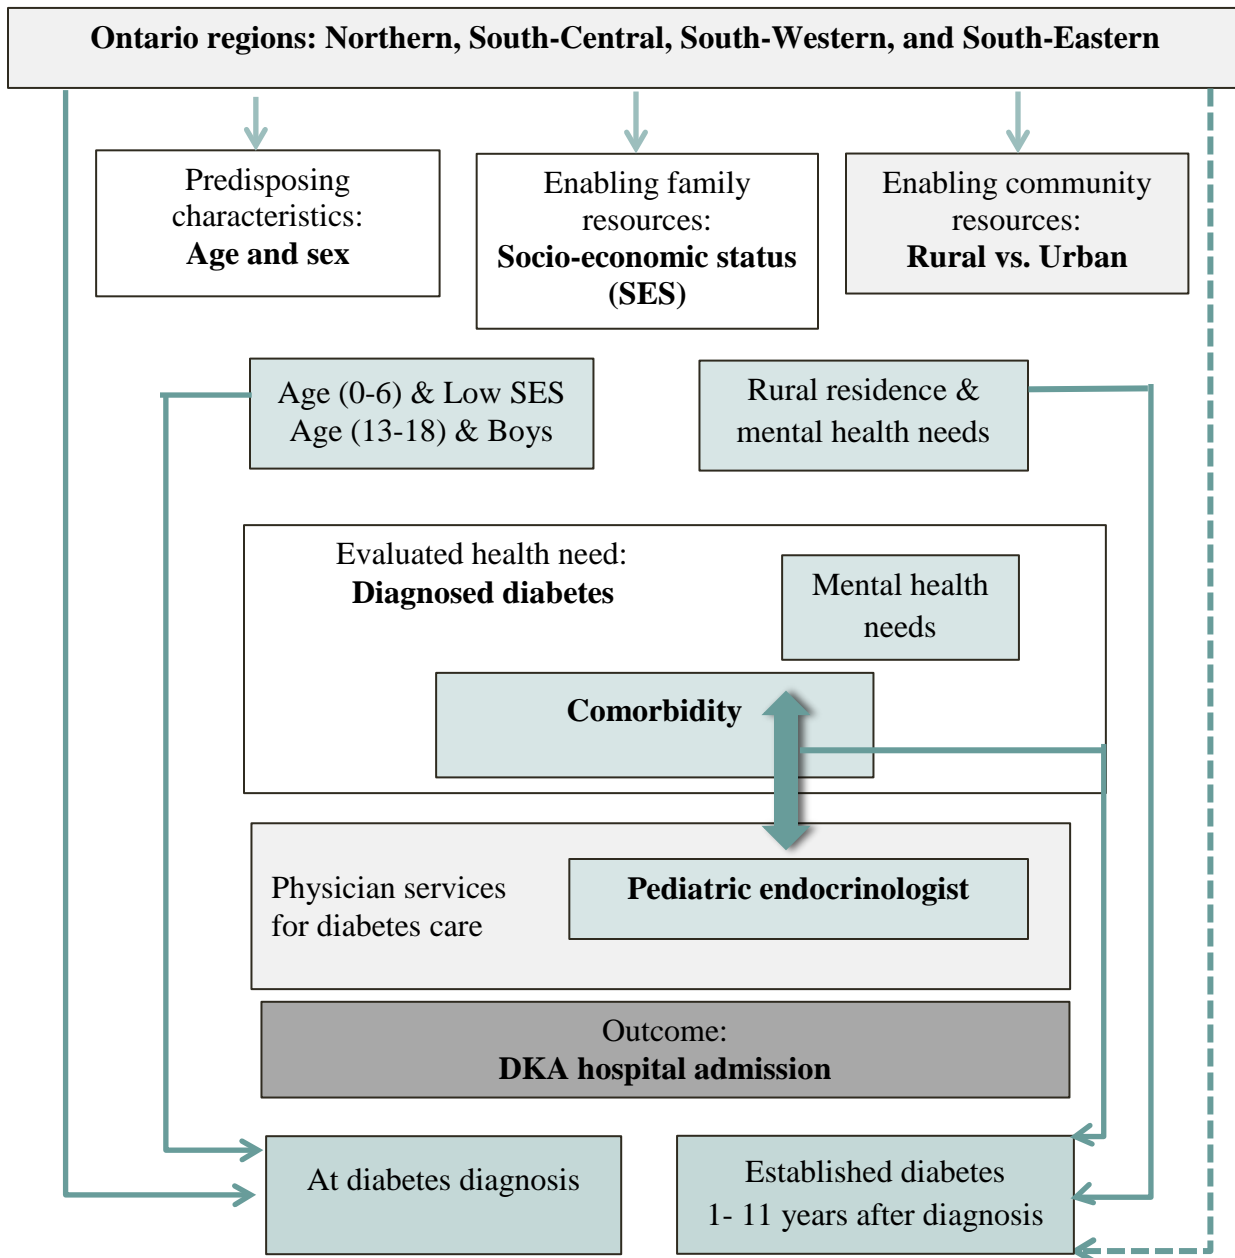 Ontario regions: Northern, South-Central, South-Western, and South-Eastern
Predisposing
characteristics:
Age and sex
Enabling family
resources:
Socio-economic status
(SES)
Enabling community
resources:
Rural vs. Urban
Age (0-6) & Low SES
Age (13-18) & Boys
Rural residence &
mental health needs
Evaluated health need:
Diagnosed diabetes
Mental health
needs
Comorbidity
Physician services
for diabetes care
Pediatric endocrinologist
Outcome:
DKA hospital admission
At diabetes diagnosis
Established diabetes
1- 11 years after diagnosis